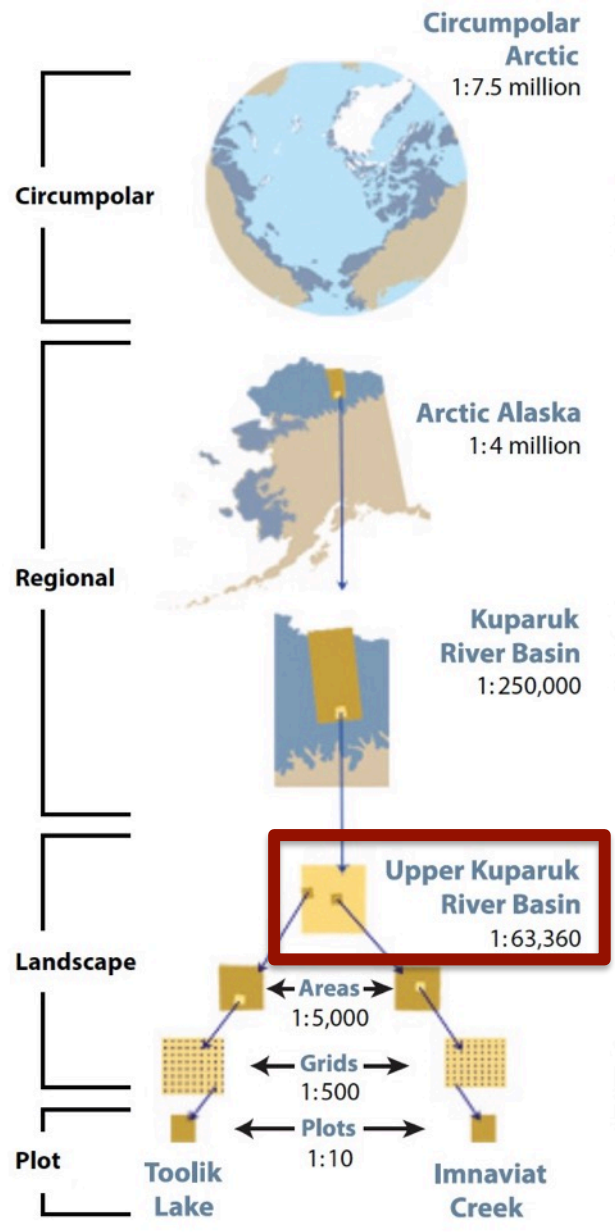 Circumpolar
Arctic
1:7.5 million
Circumpolar
Arctic Alaska
1:4 million
Regional
Kuparuk
River Basin
1:250,000
Upper Kuparuk
River Basin
1:63,360
Landscape
Areas
1:5,000
Grids
1:500
Plots
1:10
Plot
Toolik
Lake
Imnaviat
Creek